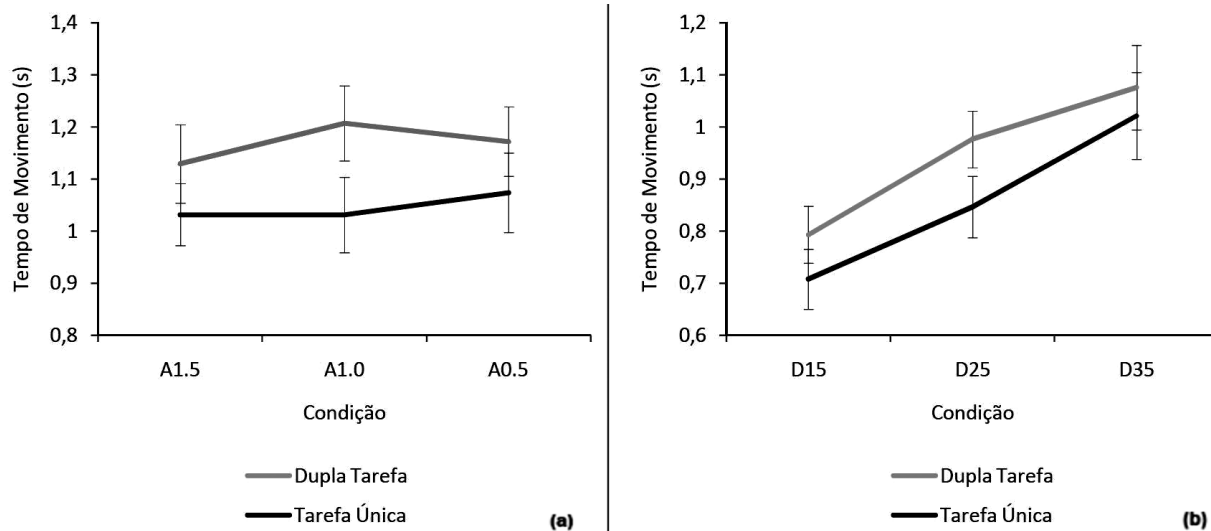 Tempo de Movimento (s)
1,4
1,3
1,2
1,1
1
0,9
0,8
A1.5 A1.0 A0.5
Condição
Dupla Tarefa
Tarefa Única
(a)
Tempo de Movimento (s)
1,2
1,1
1
0,9
0,8
0,7
0,6
D15 D25 D35
Condição
Dupla Tarefa
Tarefa Única
(b)